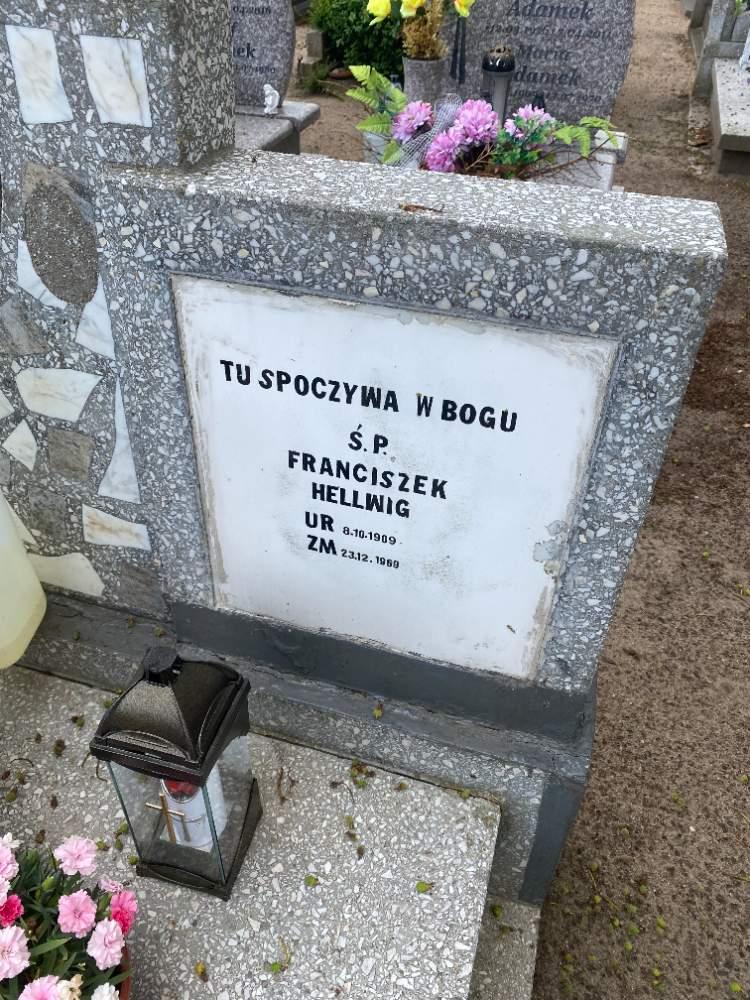 Adamek
Maria
Adamek
TU SPOCZYWA W BOGU
Ś.P.
FRANCISZEK
HELLWIG
UR 8.10.1909
ZM 23.12.1969